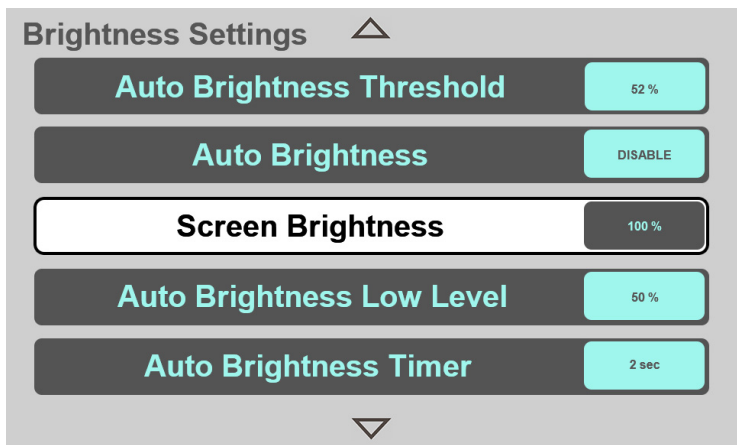 Brightness Settings
Auto Brightness Threshold 52 %
Auto Brightness DISABLE
Screen Brightness 100 %
Auto Brightness Low Level 50 %
Auto Brightness Timer 2 sec